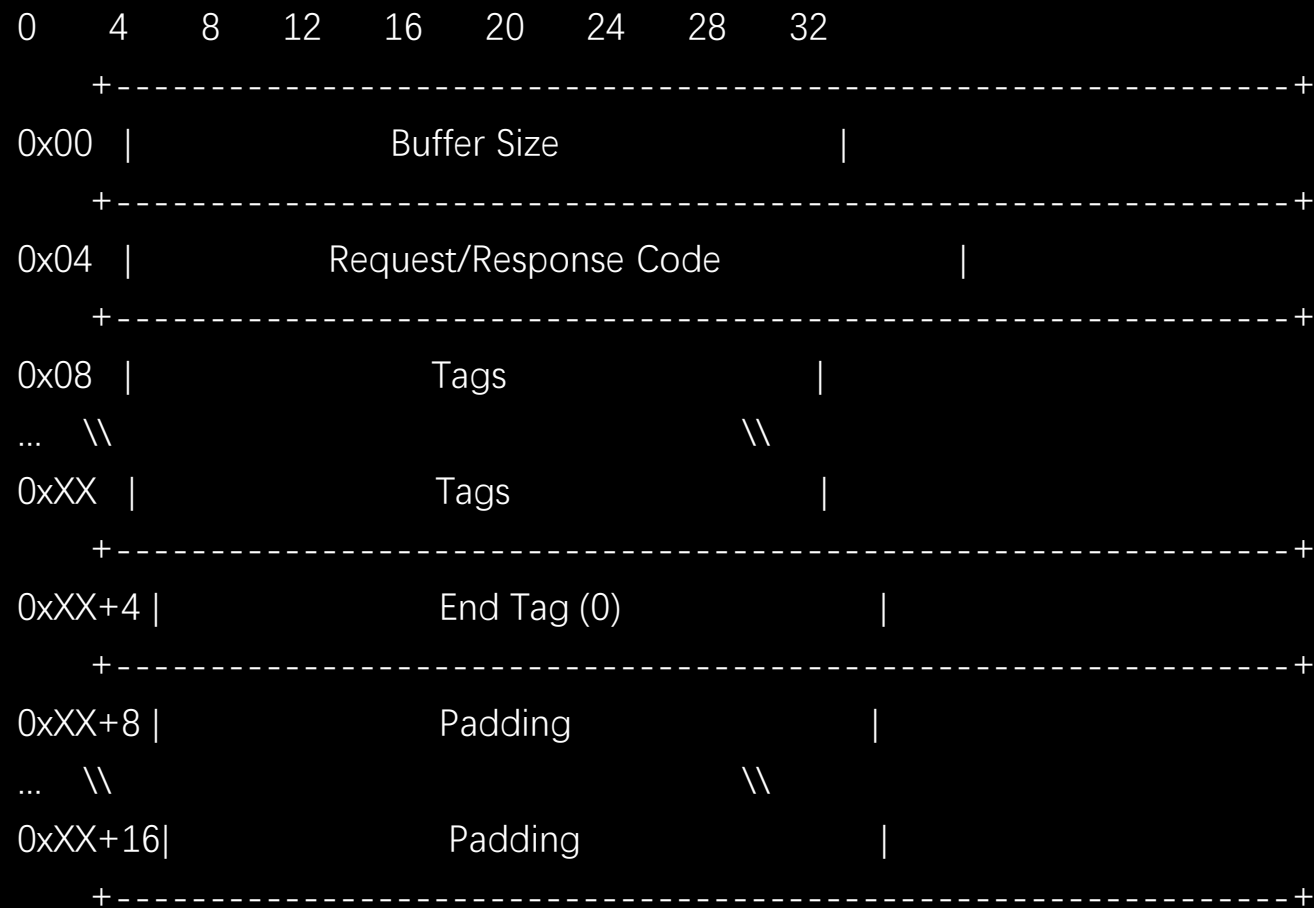 0 4 8 12 16 20 24 28 32
+--------------------------------------------------------------+
0x00 | Buffer Size |
+--------------------------------------------------------------+
0x04 | Request/Response Code |
+--------------------------------------------------------------+
0x08 | Tags |
... \\ \\
0xXX | Tags |
+--------------------------------------------------------------+
0xXX+4 | End Tag (0) |
+--------------------------------------------------------------+
0xXX+8 | Padding |
... \\ \\
0xXX+16| Padding |
+--------------------------------------------------------------+